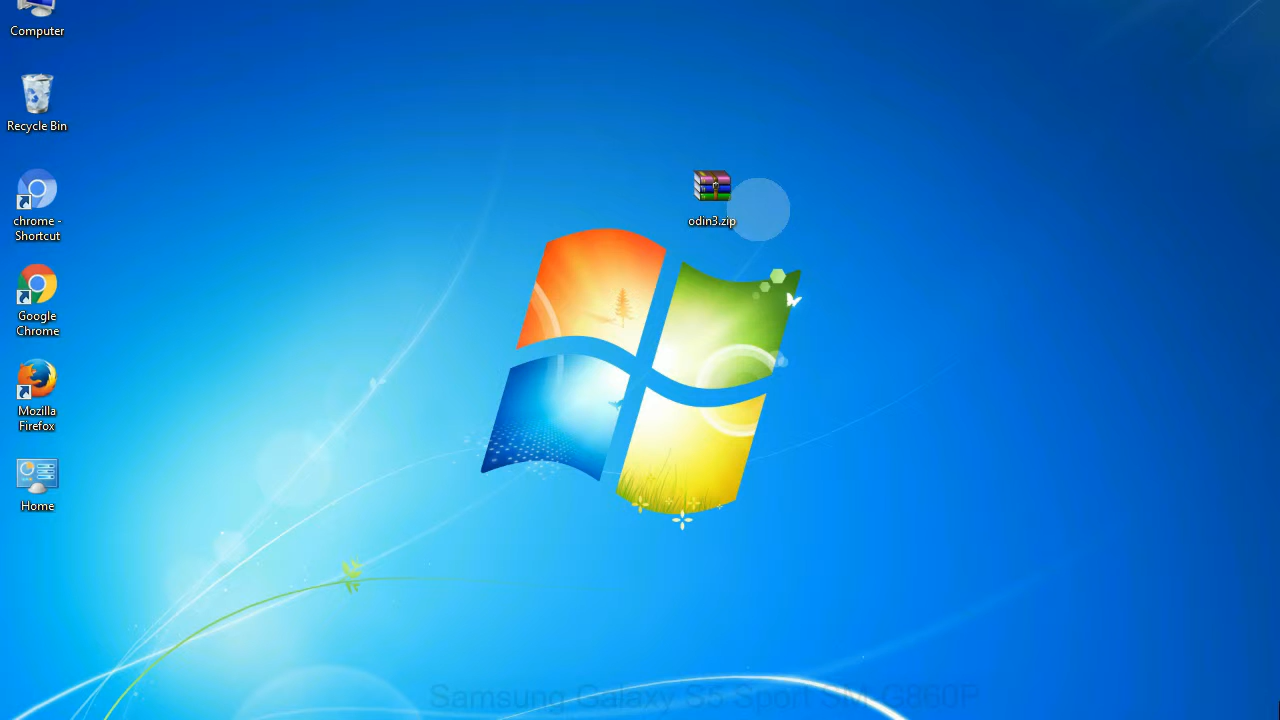 Computer
Recycle Bin
chrome -
Shortcut
Google
Chrome
Mozilla
Firefox
Home
odin3.zip
Samsung Galaxy S5 Sport SM-G860P